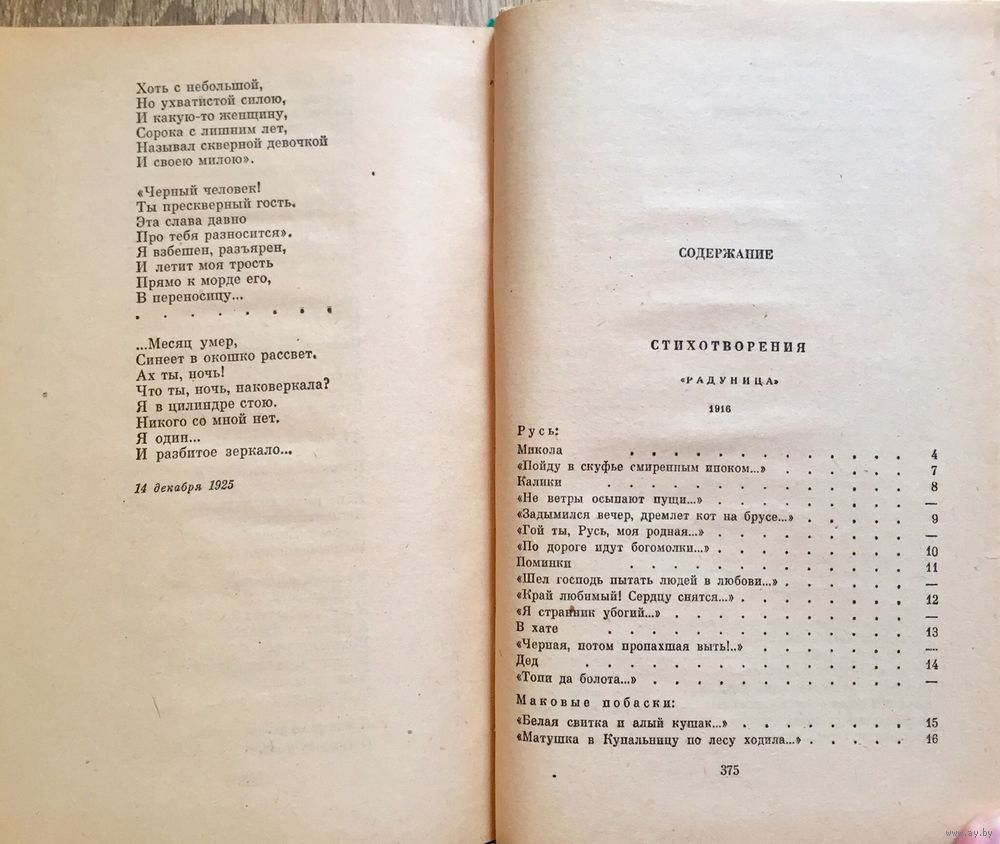 Хоть с небольшой,
Но ухватистой силою,
И какую-то женщину,
Сорока с лишним лет,
Называл скверной девочкой
И своею милою».
«Черный человек!
Ты прескверный гость.
Эта слава давно
Про тебя разносится».
Я взбешен, разъярен,
И летит моя трость
Прямо к морде его,
В переносицу...
. . . . . . . .
...Месяц умер,
Синеет в окошко рассвет.
Ах ты, ночь!
Что ты, ночь, наковеркала?
Я в цилиндре стою.
Никого со мной нет.
Я один...
И разбитое зеркало...
14 декабря 1925
СОДЕРЖАНИЕ
СТИХОТВОРЕНИЯ
«РАДУНИЦА»
1916
Русь:
Микола . . . . . . . . . . . . . 4
«Пойду в скуфье смиренным иноком...» . . . . . . 7
Калики . . . . . . . . . . . . . 8
«Не ветры осыпают пущи...» . . . . . . . . —
«Задымился вечер, дремлет кот на брусе...» . . . . . 9
«Гой ты, Русь, моя родная...» . . . . . . . . —
«По дороге идут богомолки...» . . . . . . . . 10
Поминки . . . . . . . . . . . . 11
«Шел господь пытать людей в любови...» . . . . . —
«Край любимый! Сердцу снятся...» . . . . . . . 12
«Я странник убогий...» . . . . . . . . . . —
В хате . . . . . . . . . . . . . 13
«Черная, потом пропахшая выть!..» . . . . . . . —
Дед . . . . . . . . . . . . . . 14
«Топи да болота...» . . . . . . . . . . . —
Маковые побаски:
«Белая свитка и алый кушак...» . . . . . . . . 15
«Матушка в Купальницу по лесу ходила...» . . . . . 16
375
www.ay.by